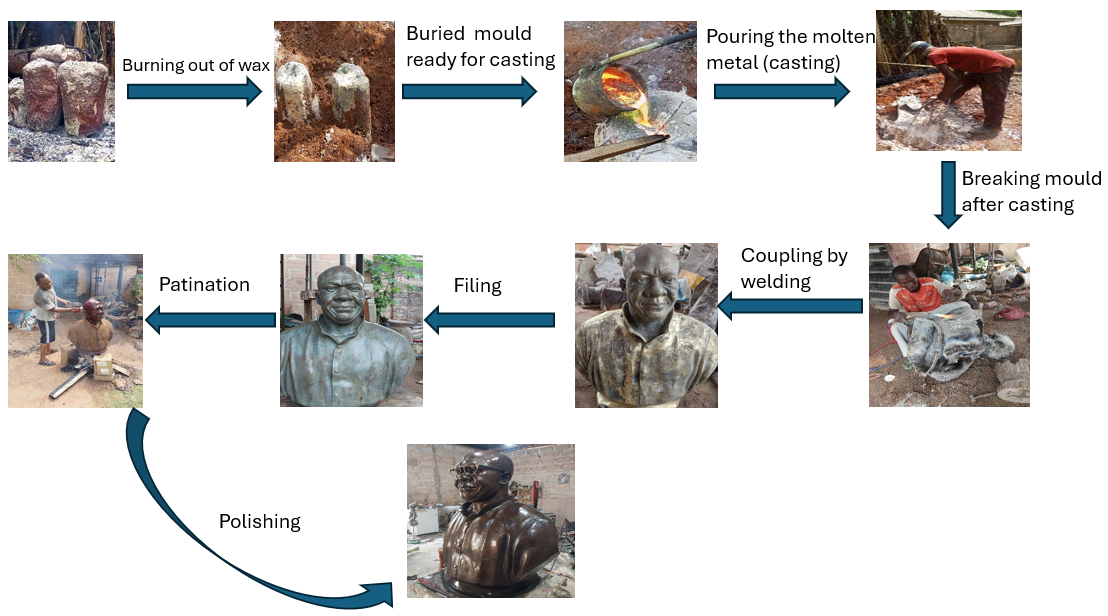 Burning out of wax
Buried mould
ready for casting
Pouring the molten
metal (casting)
Breaking mould
after casting
Coupling by
welding
Filing
Patination
Polishing